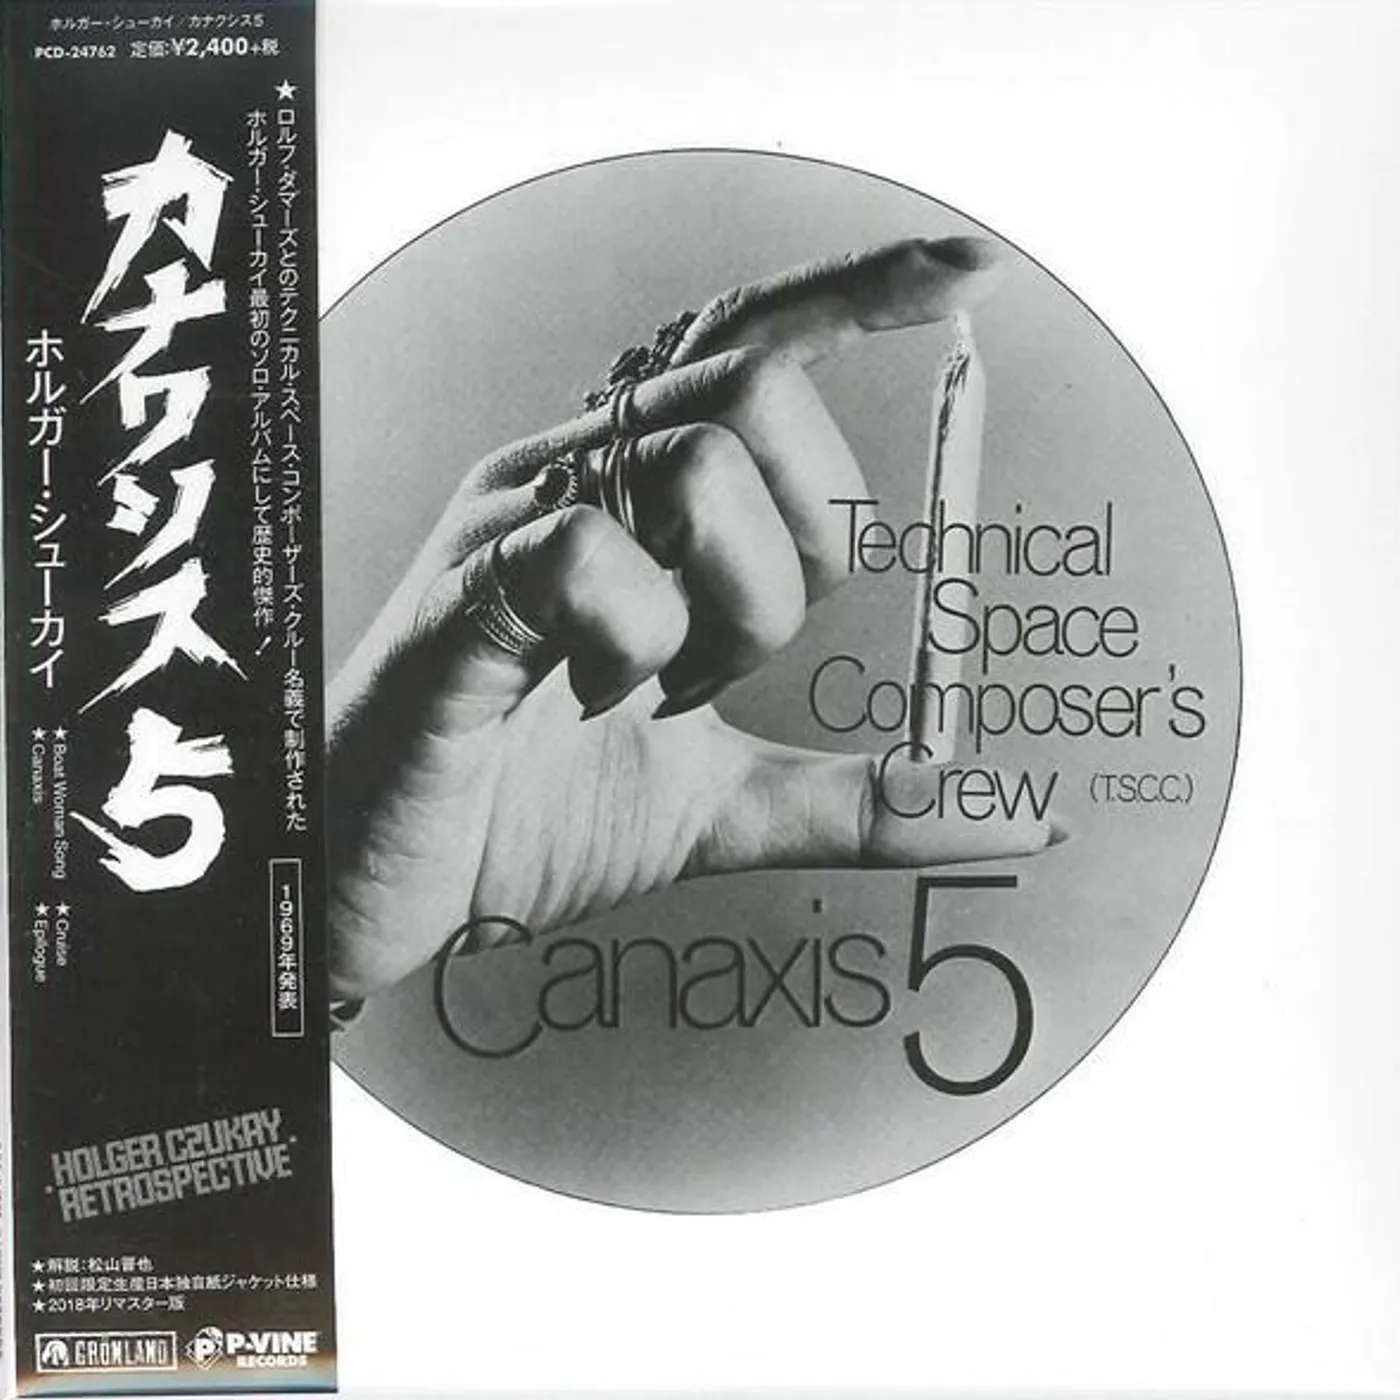 ホルガー・シューカイ/カナクシス5
PCD-24762 定価:¥2,400+税
★ロルフ・ダマーズとのテクニカル・スペース・コンポーザーズ・クルー名義で制作された
ホルガー・シューカイ最初のソロ・アルバムにして歴史的傑作!
1969年発表
カナクシス5
ホルガー・シューカイ
★Boat Woman Song
★Canaxis
★Cruise
★Epilogue
HOLGER CZUKAY
RETROSPECTIVE
★解説:松山晋也
★初回限定生産日本独自紙ジャケット仕様
★2018年リマスター版
GRÖNLAND
P-VINE
RECORDS
Technical
Space
Composer's
Crew (T.S.C.C.)
Canaxis 5